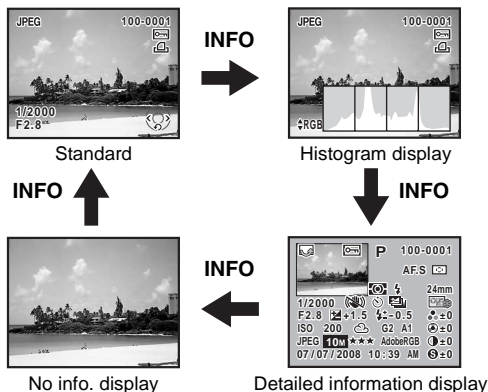 JPEG 100-0001
1/2000
F2.8
Standard
INFO
JPEG 100-0001
RGB
Histogram display
INFO
P 100-0001
AF.S
24mm
1/2000
F2.8 +1.5 -0.5 ±0
ISO 200 G2 A1 ±0
JPEG 10M ★★★ AdobeRGB ±0
07/07/2008 10:39 AM S±0
Detailed information display
INFO
No info. display
INFO